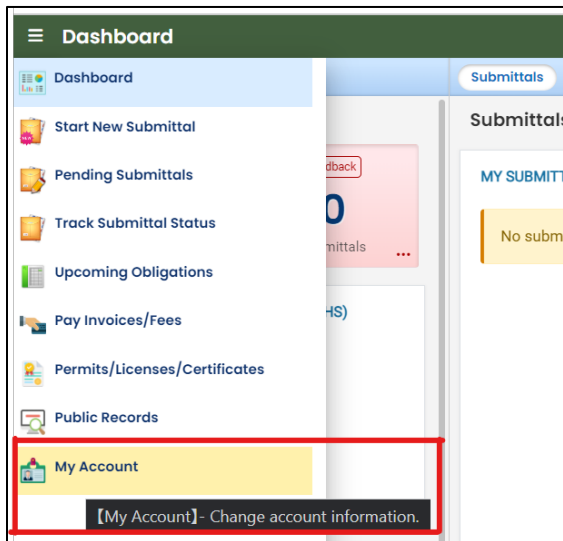 ≡ Dashboard
Dashboard
Start New Submittal
Pending Submittals
Track Submittal Status
Upcoming Obligations
Pay Invoices/Fees
Permits/Licenses/Certificates
Public Records
My Account
【My Account】- Change account information.
dback
0
mittals
...
HS)
Submittals
Submittals
MY SUBMITT
No subm